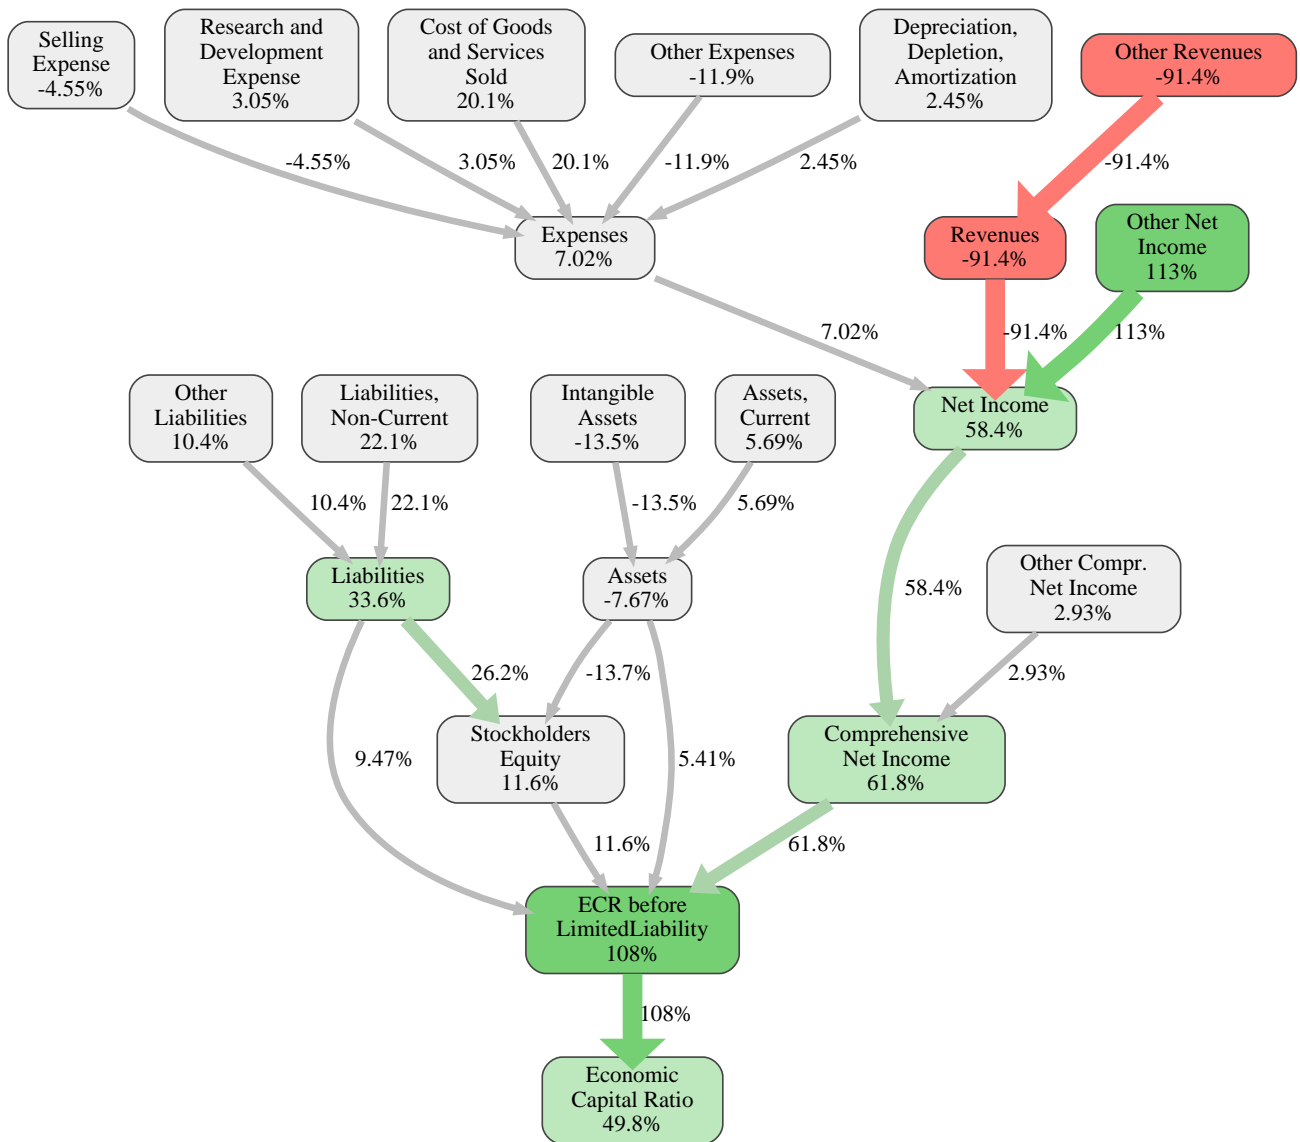 Selling
Expense
-4.55%
Research and
Development
Expense
3.05%
Cost of Goods
and Services
Sold
20.1%
Other Expenses
-11.9%
Depreciation,
Depletion,
Amortization
2.45%
Other Revenues
-91.4%
-4.55%
3.05%
20.1%
-11.9%
2.45%
-91.4%
Expenses
7.02%
Revenues
-91.4%
Other Net
Income
113%
7.02%
-91.4%
113%
Other
Liabilities
10.4%
Liabilities,
Non-Current
22.1%
Intangible
Assets
-13.5%
Assets,
Current
5.69%
Net Income
58.4%
10.4%
22.1%
-13.5%
5.69%
Liabilities
33.6%
Assets
-7.67%
58.4%
Other Compr.
Net Income
2.93%
26.2%
-13.7%
2.93%
Stockholders
Equity
11.6%
Comprehensive
Net Income
61.8%
9.47%
5.41%
11.6%
61.8%
ECR before
LimitedLiability
108%
108%
Economic
Capital Ratio
49.8%